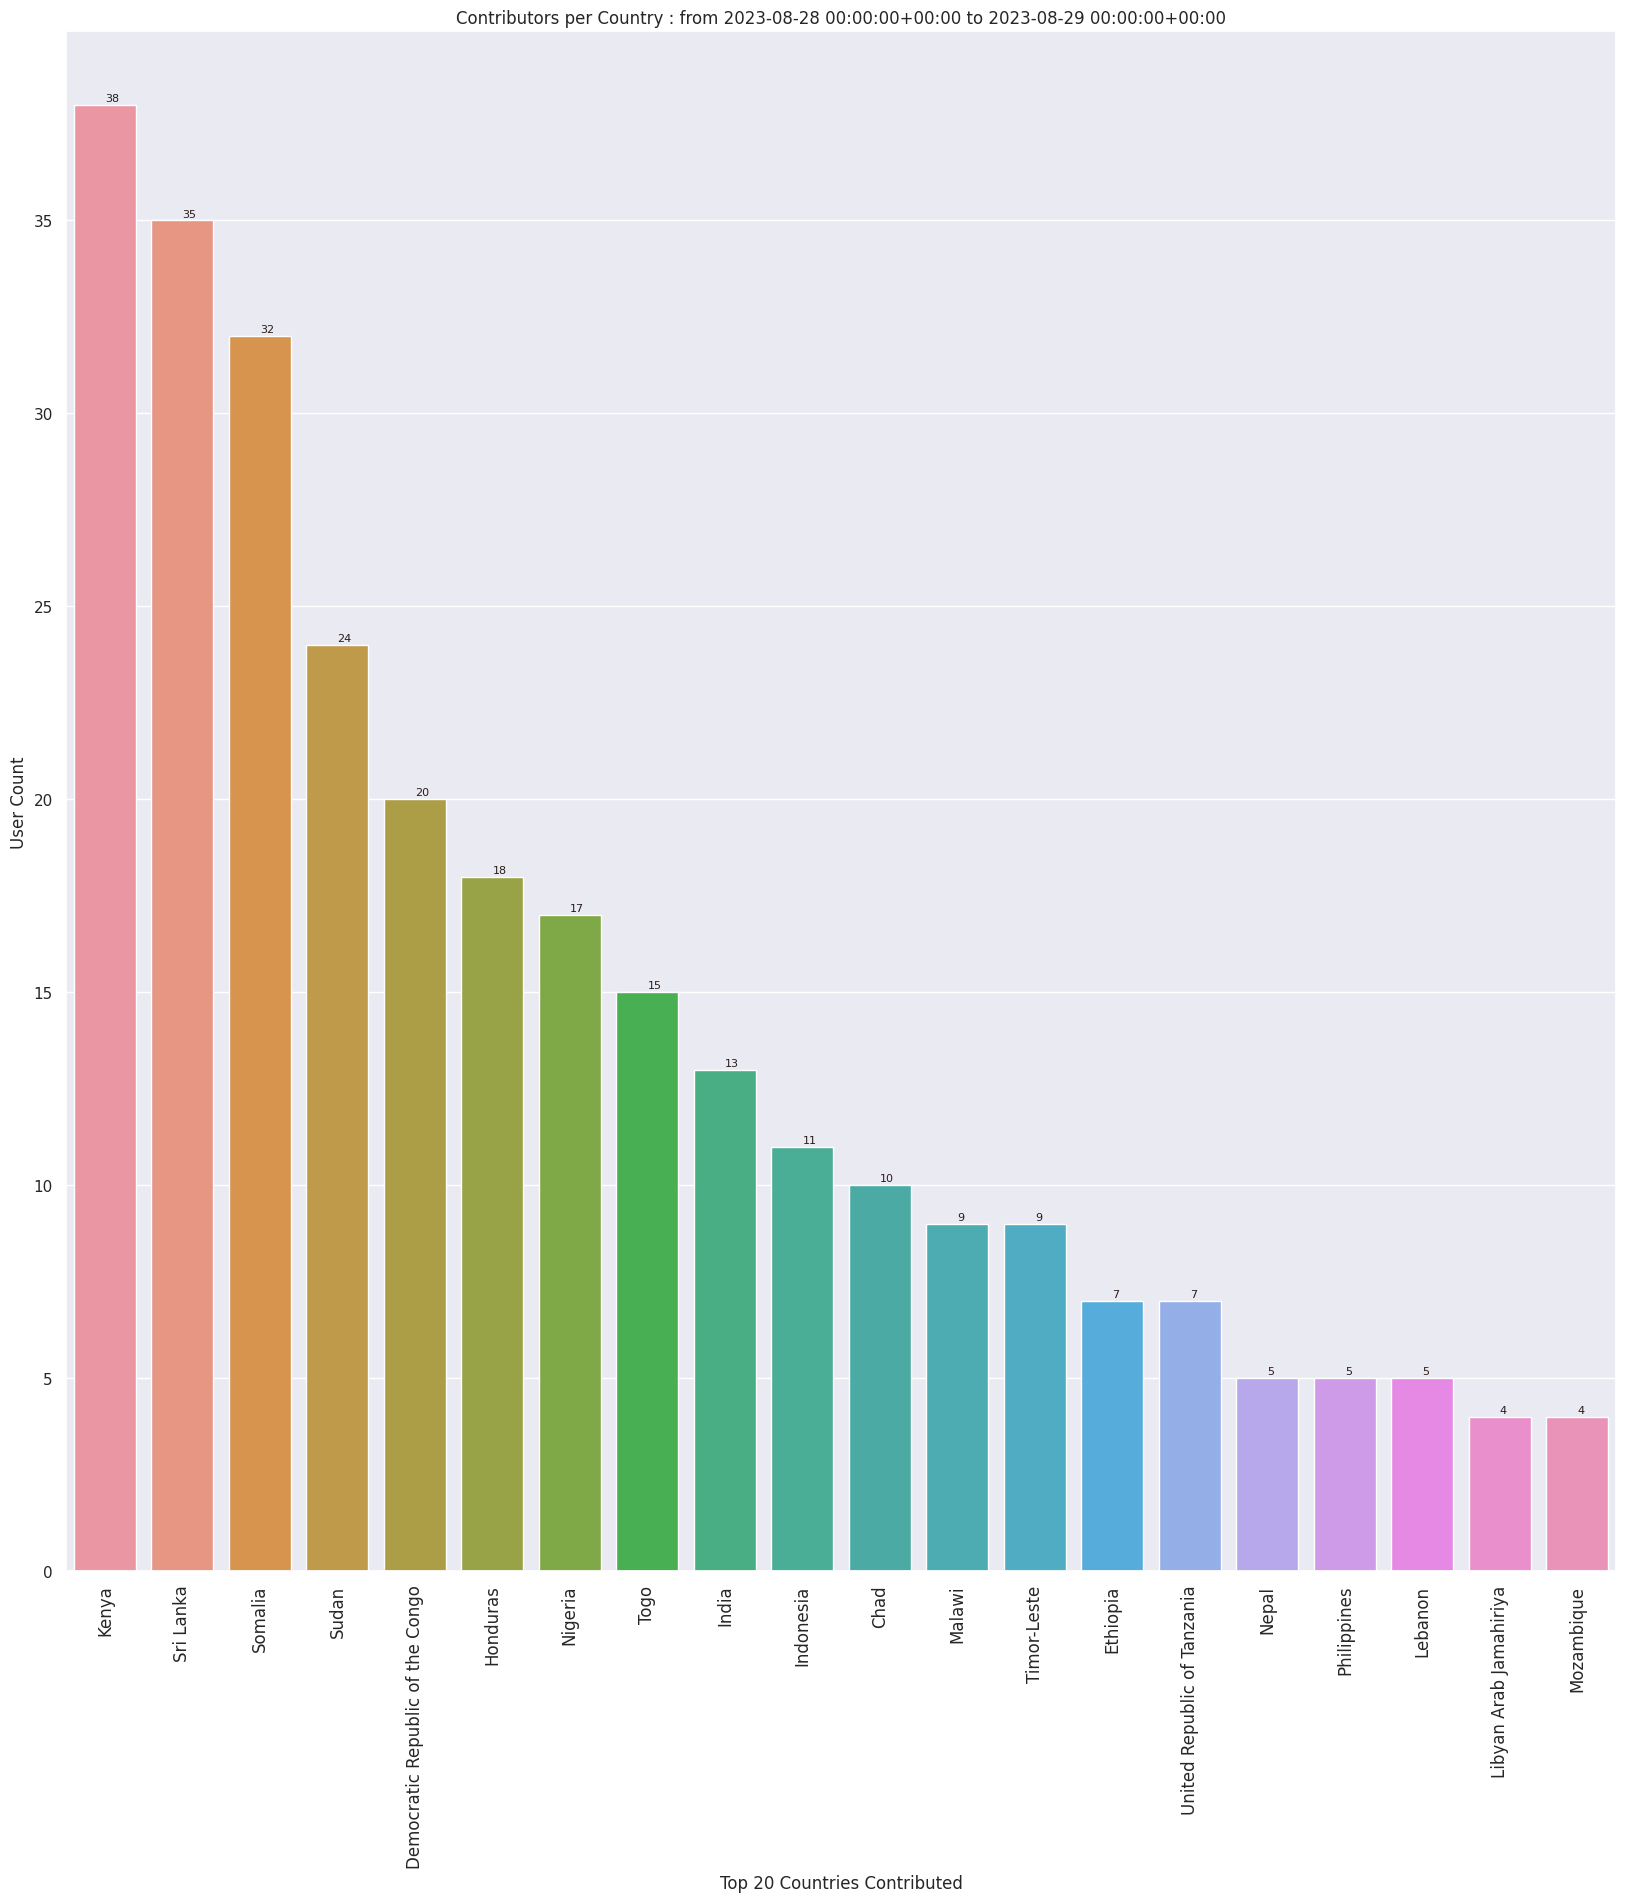 Contributors per Country : from 2023-08-28 00:00:00+00:00 to 2023-08-29 00:00:00+00:00
User Count
35
30
25
20
15
10
5
0
38
35
32
24
20
18
17
15
13
11
10
9
9
7
7
5
5
5
4
4
Kenya
Sri Lanka
Somalia
Sudan
Democratic Republic of the Congo
Honduras
Nigeria
Togo
India
Indonesia
Chad
Malawi
Timor-Leste
Ethiopia
United Republic of Tanzania
Nepal
Philippines
Lebanon
Libyan Arab Jamahiriya
Mozambique
Top 20 Countries Contributed